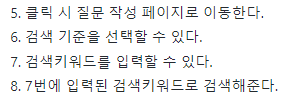 5. 클릭 시 질문 작성 페이지로 이동한다.
6. 검색 기준을 선택할 수 있다.
7. 검색키워드를 입력할 수 있다.
8. 7번에 입력된 검색키워드로 검색해준다.